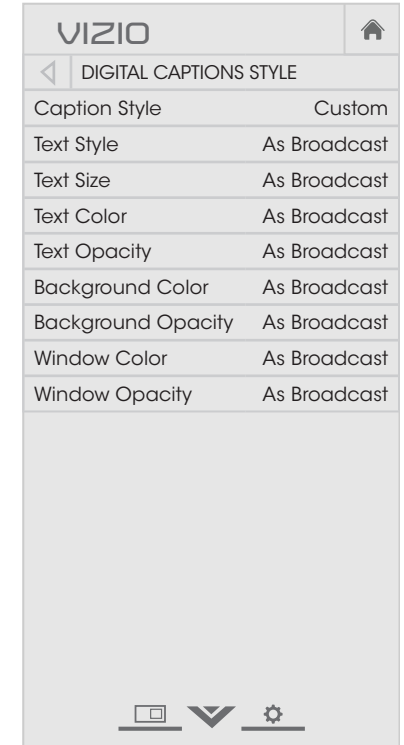 VIZIO
DIGITAL CAPTIONS STYLE
Caption Style Custom
Text Style As Broadcast
Text Size As Broadcast
Text Color As Broadcast
Text Opacity As Broadcast
Background Color As Broadcast
Background Opacity As Broadcast
Window Color As Broadcast
Window Opacity As Broadcast